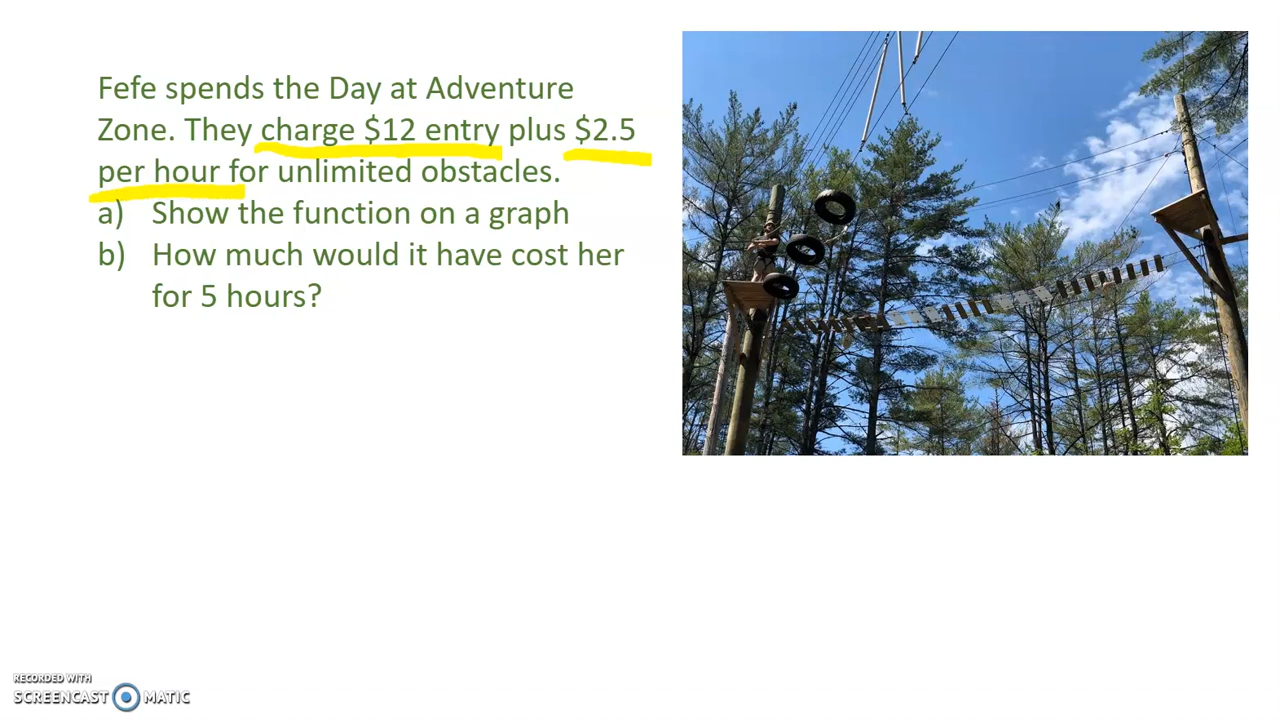 Fefe spends the Day at Adventure
Zone. They charge $12 entry plus $2.5
per hour for unlimited obstacles.
a) Show the function on a graph
b) How much would it have cost her
for 5 hours?
RECORDED WITH
SCREENCAST MATIC